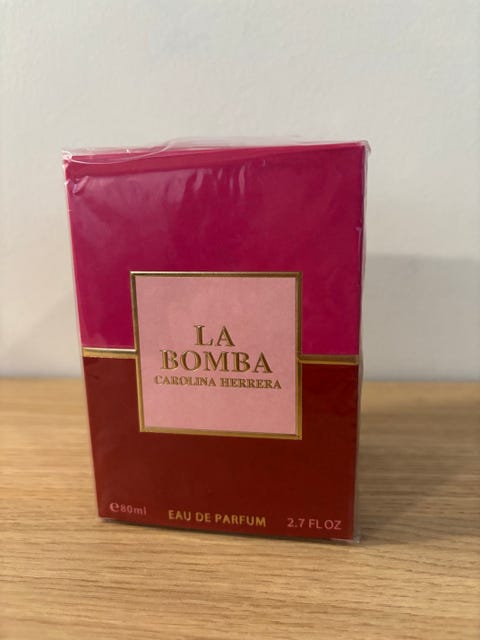 LA
BOMBA
CAROLINA HERRERA
℮80ml EAU DE PARFUM 2.7 FL OZ